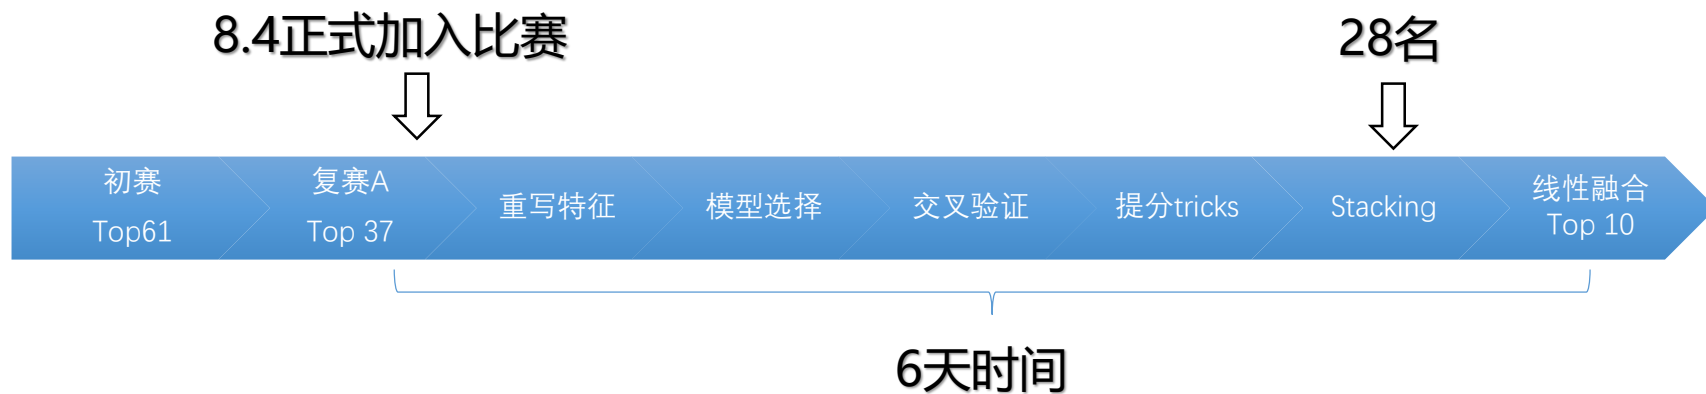 8.4正式加入比赛
28名
初赛
Top61
复赛A
Top 37
重写特征
模型选择
交叉验证
提分tricks
Stacking
线性融合
Top 10
6天时间